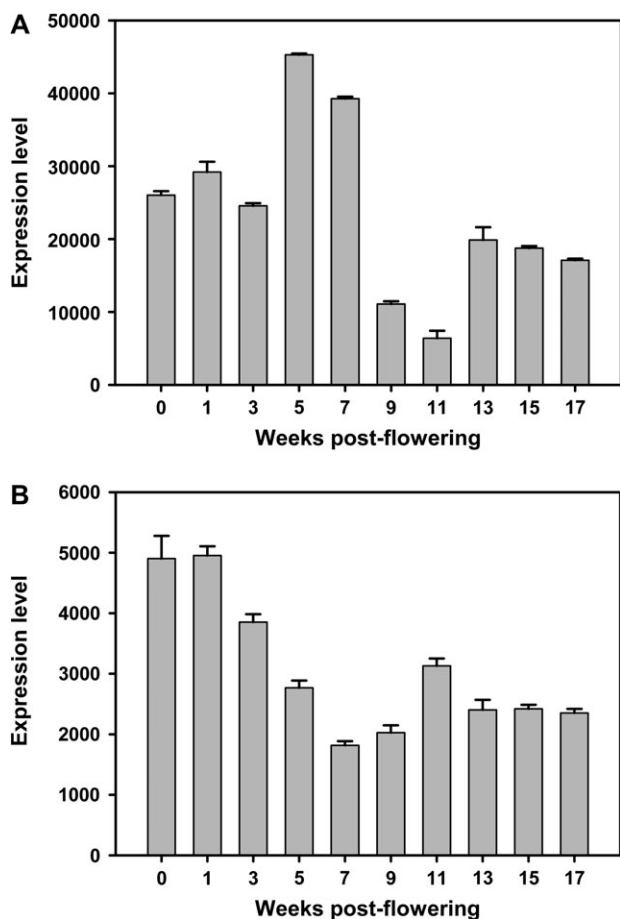 A
50000
40000
30000
20000
10000
0
Expression level
0 1 3 5 7 9 11 13 15 17
Weeks post-flowering
B
6000
5000
4000
3000
2000
1000
0
Expression level
0 1 3 5 7 9 11 13 15 17
Weeks post-flowering